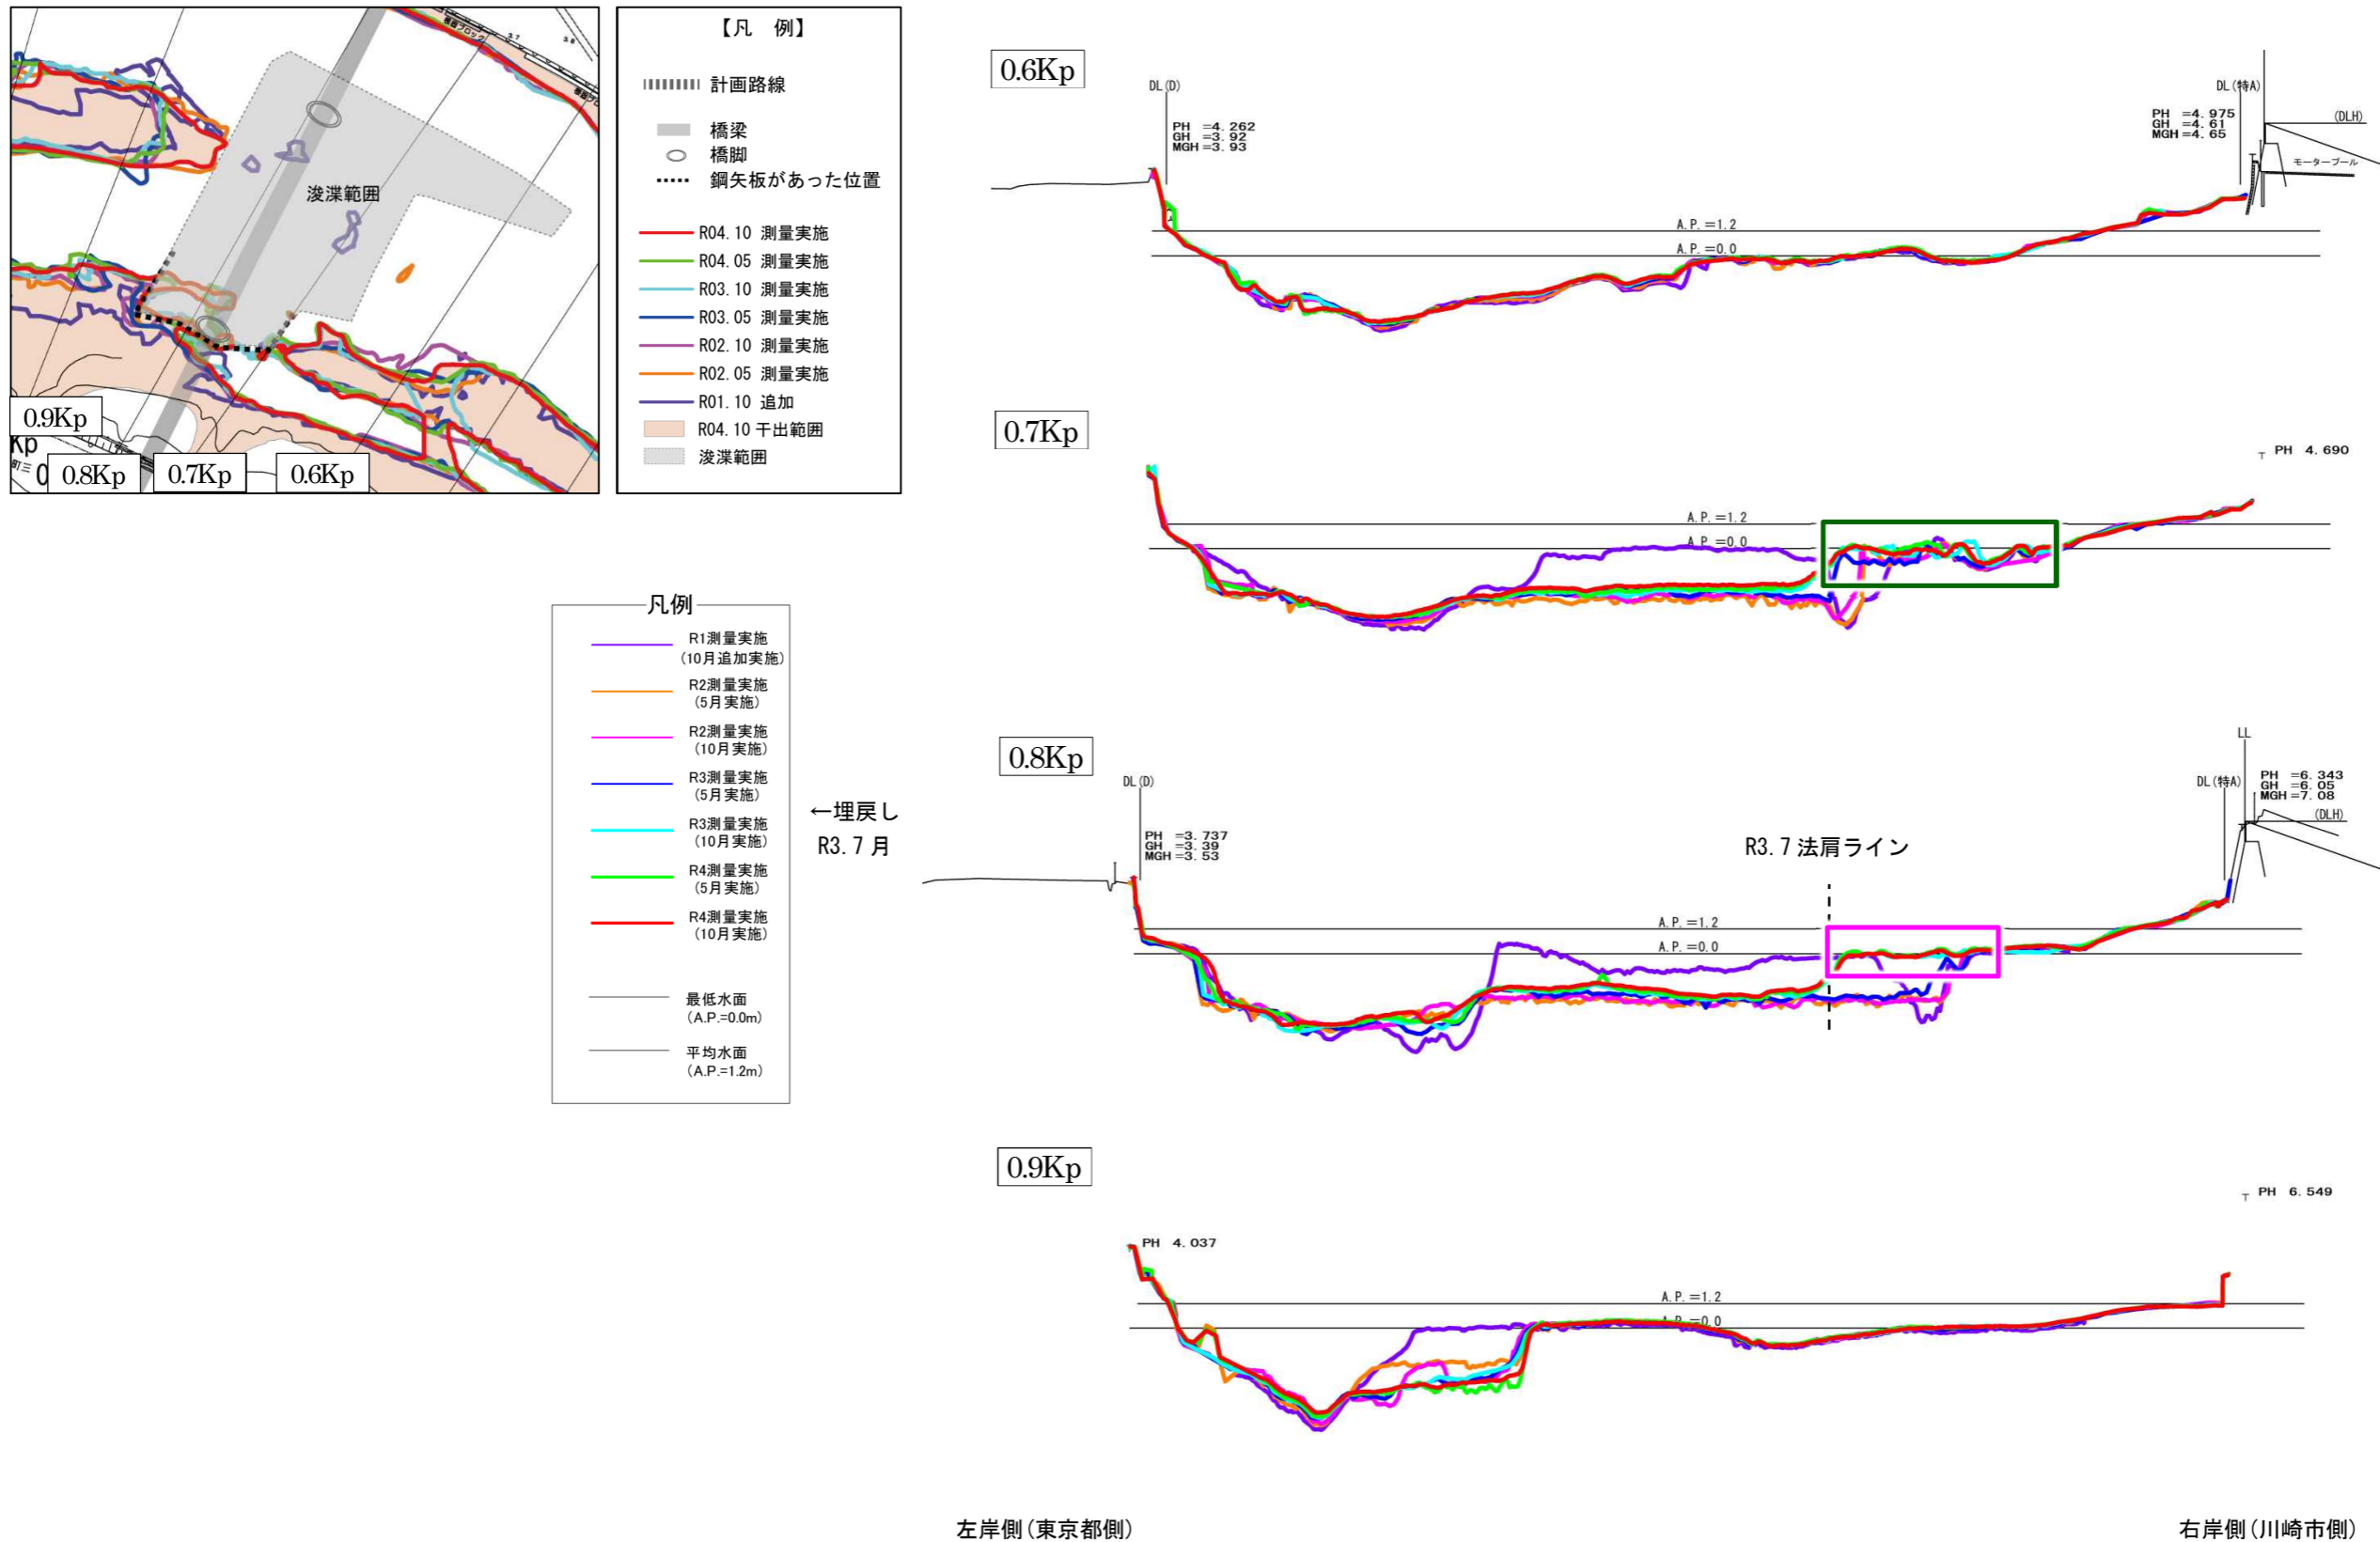 浚渫範囲
0.9Kp
Kp
0.8Kp
0.7Kp
0.6Kp
3.7
3.8
【凡 例】
計画路線
橋梁
橋脚
鋼矢板があった位置
R04.10 測量実施
R04.05 測量実施
R03.10 測量実施
R03.05 測量実施
R02.10 測量実施
R02.05 測量実施
R01.10 追加
R04.10 干出範囲
浚渫範囲
凡例
R1測量実施
(10月追加実施)
R2測量実施
(5月実施)
R2測量実施
(10月実施)
R3測量実施
(5月実施)
R3測量実施
(10月実施)
R4測量実施
(5月実施)
R4測量実施
(10月実施)
最低水面
(A.P.=0.0m)
平均水面
(A.P.=1.2m)
←埋戻し
R3.7月
0.6Kp
DL(D)
PH =4.262
GH =3.92
MGH =3.93
A.P.=1.2
A.P.=0.0
DL(特A)
PH =4.975
GH =4.61
MGH =4.65
(DLH)
モータープール
0.7Kp
PH 4.690
A.P.=1.2
A.P.=0.0
0.8Kp
DL(D)
PH =3.737
GH =3.39
MGH =3.53
A.P.=1.2
A.P.=0.0
R3.7法肩ライン
LL
DL(特A)
PH =6.343
GH =6.05
MGH =7.08
(DLH)
0.9Kp
PH 4.037
PH 6.549
A.P.=1.2
A.P.=0.0
左岸側(東京都側)
右岸側(川崎市側)